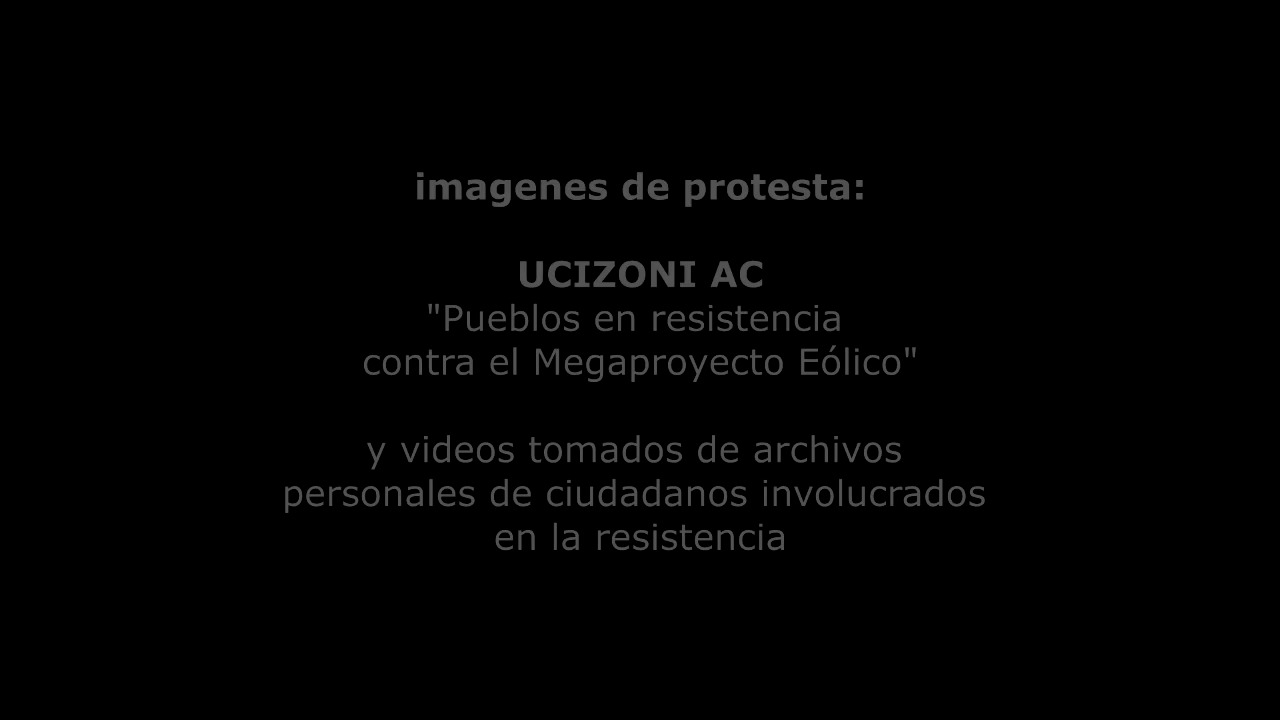 imagenes de protesta:
UCIZONI AC
"Pueblos en resistencia
contra el Megaproyecto Eólico"
y videos tomados de archivos
personales de ciudadanos involucrados
en la resistencia